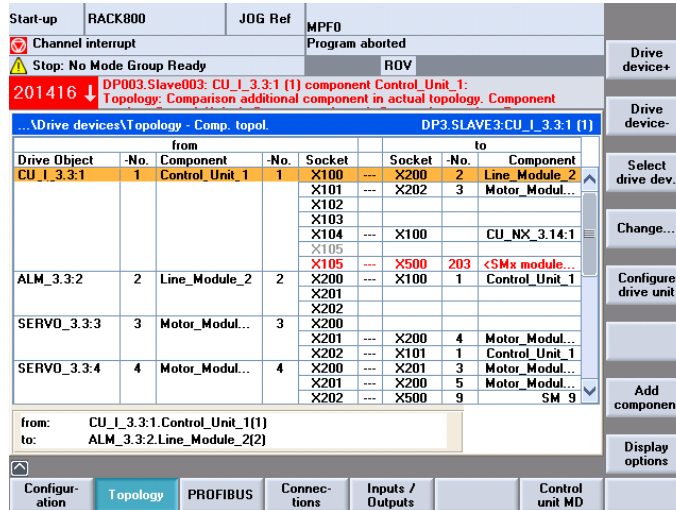 Start-up RACK800 JOG Ref MPF0
Channel interrupt Program aborted
Stop: No Mode Group Ready ROV
201416 DP003.Slave003: CU_I_3.3:1 (1) component Control_Unit_1:
Topology: Comparison additional component in actual topology. Component
...\Drive devices\Topology - Comp. topol. DP3.SLAVE3:CU_I_3.3:1 (1)
from to
Drive Object -No. Component -No. Socket Socket -No. Component
CU_I_3.3:1 1 Control_Unit_1 1 X100 --- X200 2 Line_Module_2
X101 --- X202 3 Motor_Modul...
X102
X103
X104 --- X100 CU_NX_3.14:1
X105
X105 --- X500 203 <SMx module...
ALM_3.3:2 2 Line_Module_2 2 X200 --- X100 1 Control_Unit_1
X201
X202
SERVO_3.3:3 3 Motor_Modul... 3 X200
X201 --- X200 4 Motor_Modul...
X202 --- X101 1 Control_Unit_1
SERVO_3.3:4 4 Motor_Modul... 4 X200 --- X201 3 Motor_Modul...
X201 --- X200 5 Motor_Modul...
X202 --- X500 9 SM_9
from: CU_I_3.3:1.Control_Unit_1(1)
to: ALM_3.3:2.Line_Module_2(2)
Drive
device+
Drive
device-
Select
drive dev.
Change...
Configure
drive unit
Add
componen
Display
options
Configur-
ation
Topology
PROFIBUS
Connec-
tions
Inputs /
Outputs
Control
unit MD